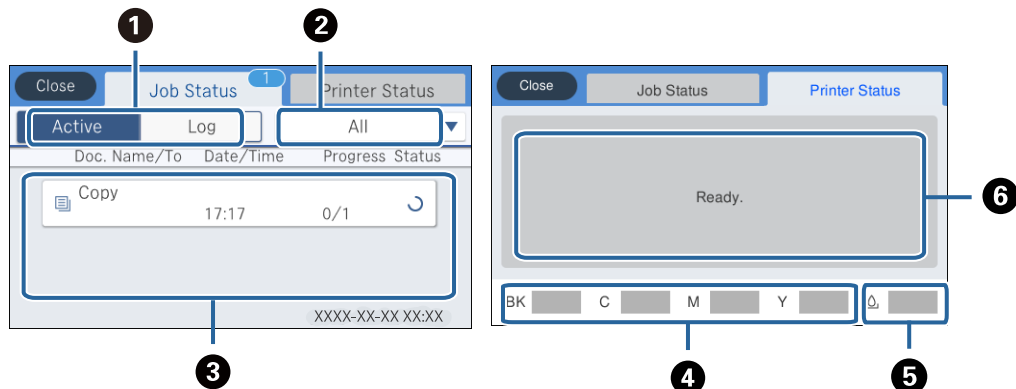 1
2
Close
Job Status
1
Printer Status
Active
Log
All
Doc. Name/To Date/Time Progress Status
Copy
17:17 0/1
XXXX-XX-XX XX:XX
3
Close
Job Status
Printer Status
Ready.
6
BK C M Y
4
5